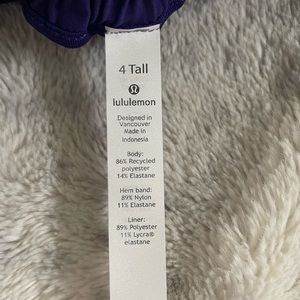 4 Tall
lululemon
Designed in
Vancouver
Made in
Indonesia
Body:
86% Recycled
polyester
14% Elastane
Hem band:
89% Nylon
11% Elastane
Liner:
89% Polyester
11% Lycra®
elastane